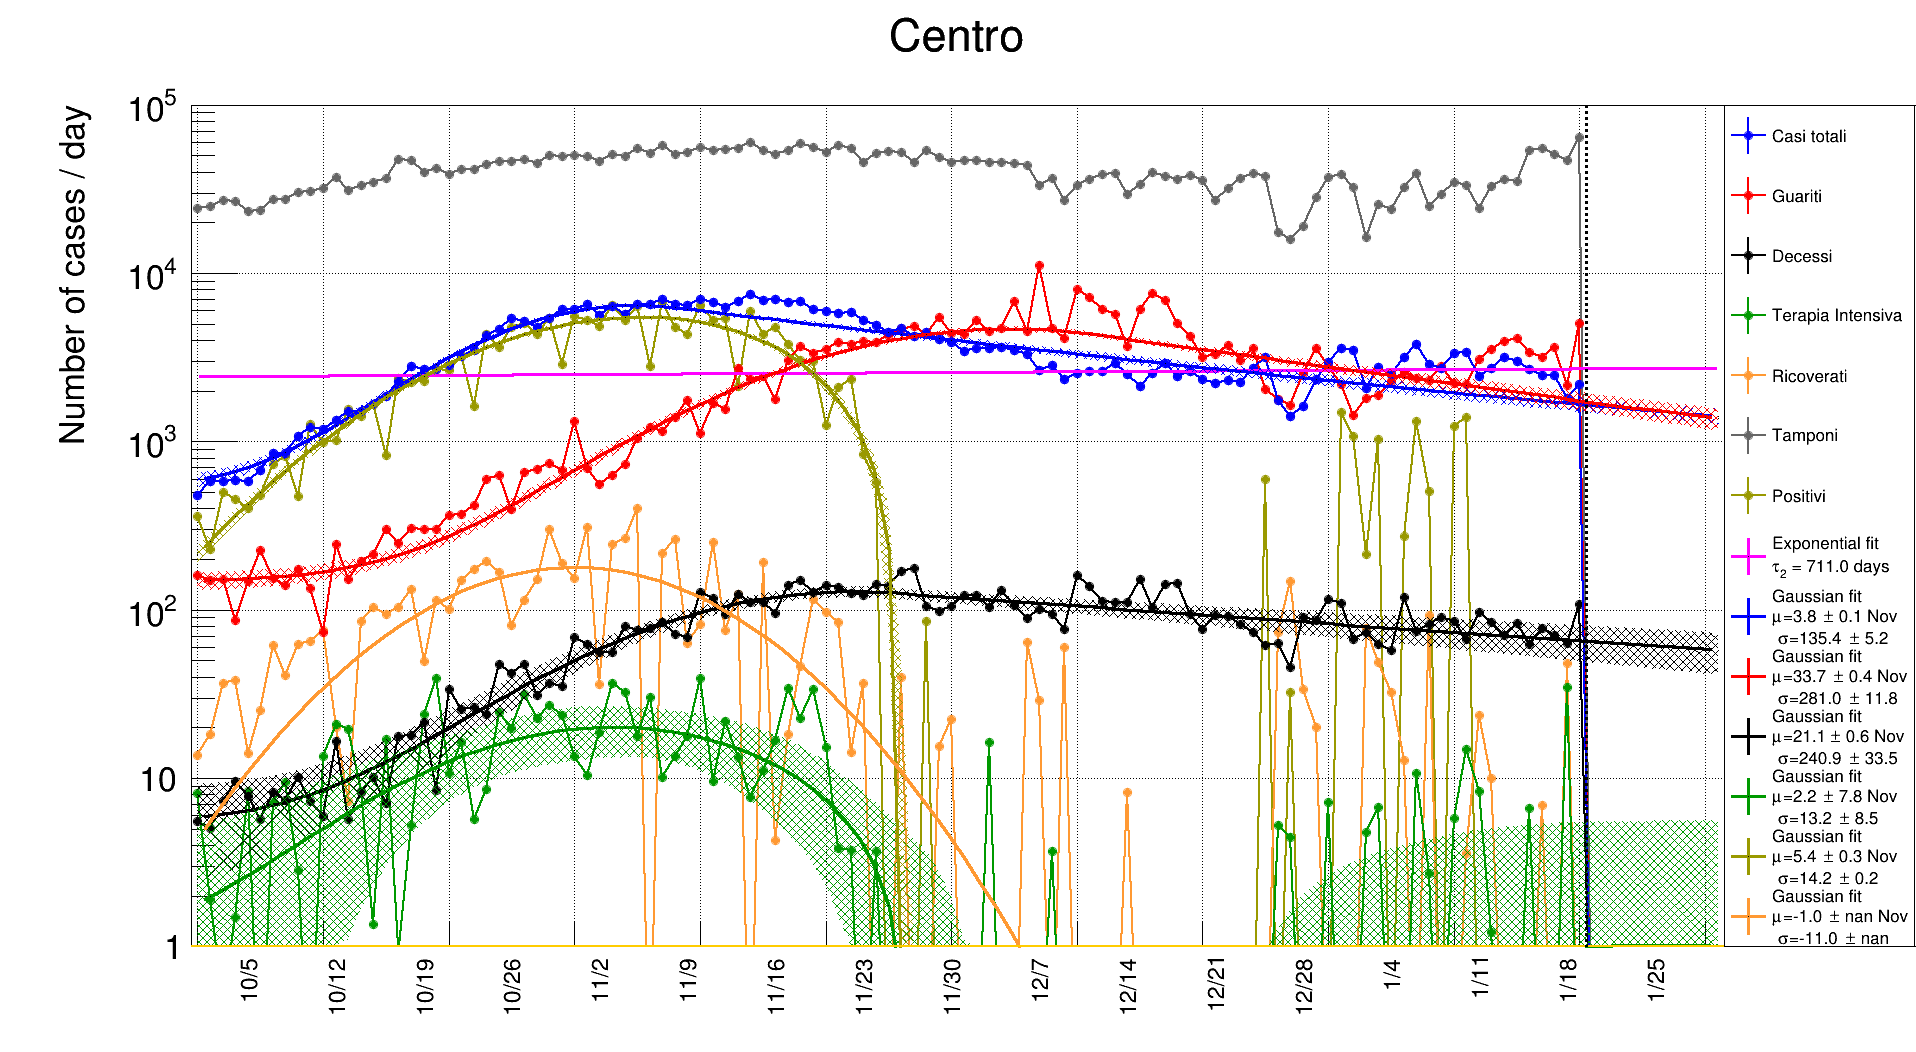 Centro
Number of cases / day
10^5
10^4
10^3
10^2
10
1
10/5
10/12
10/19
10/26
11/2
11/9
11/16
11/23
11/30
12/7
12/14
12/21
12/28
1/4
1/11
1/18
1/25
Casi totali
Guariti
Decessi
Terapia Intensiva
Ricoverati
Tamponi
Positivi
Exponential fit
τ_2 = 711.0 days
Gaussian fit
μ=3.8 ± 0.1 Nov
σ=135.4 ± 5.2
Gaussian fit
μ=33.7 ± 0.4 Nov
σ=281.0 ± 11.8
Gaussian fit
μ=21.1 ± 0.6 Nov
σ=240.9 ± 33.5
Gaussian fit
μ=2.2 ± 7.8 Nov
σ=13.2 ± 8.5
Gaussian fit
μ=5.4 ± 0.3 Nov
σ=14.2 ± 0.2
Gaussian fit
μ=-1.0 ± nan Nov
σ=-11.0 ± nan